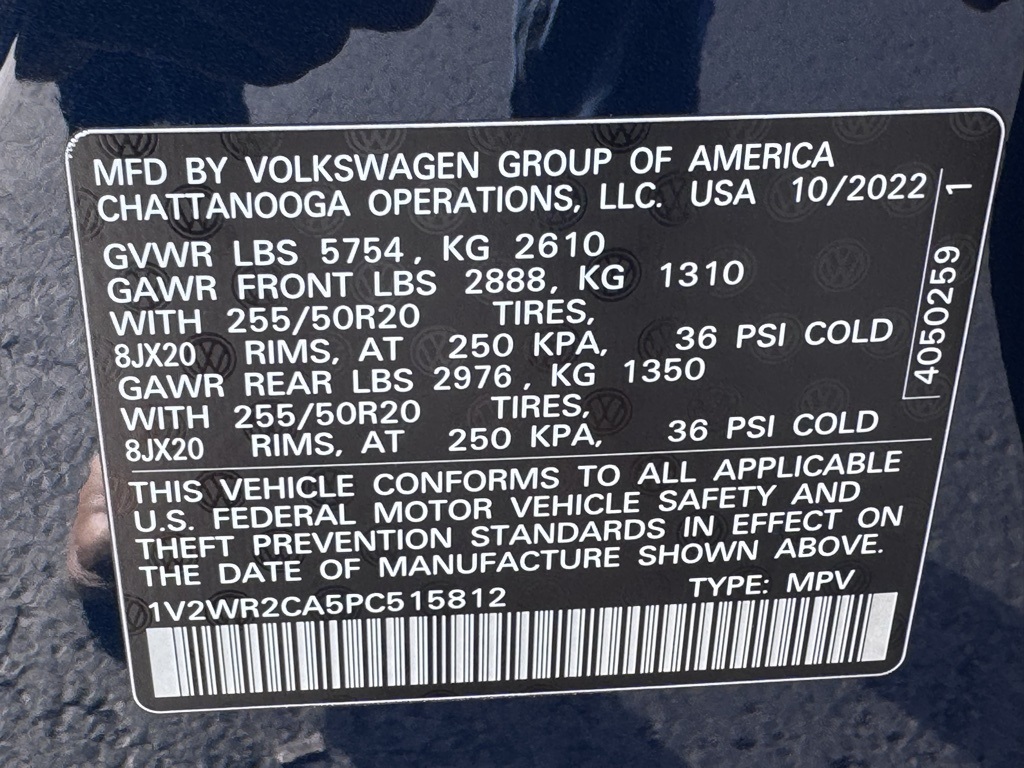 MFD BY VOLKSWAGEN GROUP OF AMERICA
CHATTANOOGA OPERATIONS, LLC. USA 10/2022
GVWR LBS 5754, KG 2610
GAWR FRONT LBS 2888, KG 1310
WITH 255/50R20 TIRES,
8JX20 RIMS, AT 250 KPA, 36 PSI COLD
GAWR REAR LBS 2976, KG 1350
WITH 255/50R20 TIRES,
8JX20 RIMS, AT 250 KPA, 36 PSI COLD
THIS VEHICLE CONFORMS TO ALL APPLICABLE
U.S. FEDERAL MOTOR VEHICLE SAFETY AND
THEFT PREVENTION STANDARDS IN EFFECT ON
THE DATE OF MANUFACTURE SHOWN ABOVE.
1V2WR2CA5PC515812 TYPE: MPV
4050259 1